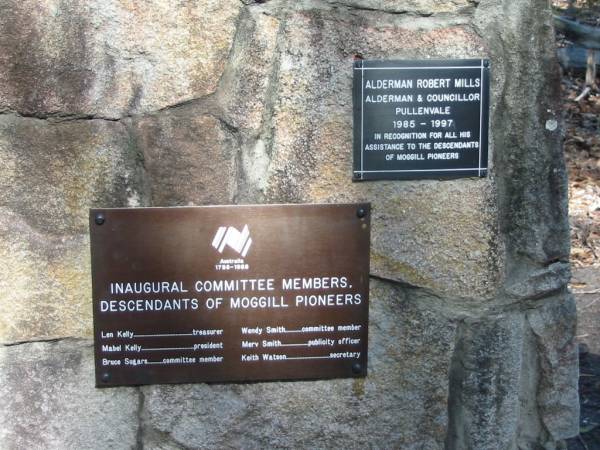 ALDERMAN ROBERT MILLS
ALDERMAN & COUNCILLOR
PULLENVALE
1985 - 1997
IN RECOGNITION FOR ALL HIS
ASSISTANCE TO THE DESCENDANTS
OF MOGGILL PIONEERS
Australia
1788-1988
INAUGURAL COMMITTEE MEMBERS,
DESCENDANTS OF MOGGILL PIONEERS
Len Kelly treasurer
Mabel Kelly president
Bruce Sugars committee member
Wendy Smith committee member
Merv Smith publicity officer
Keith Watson secretary